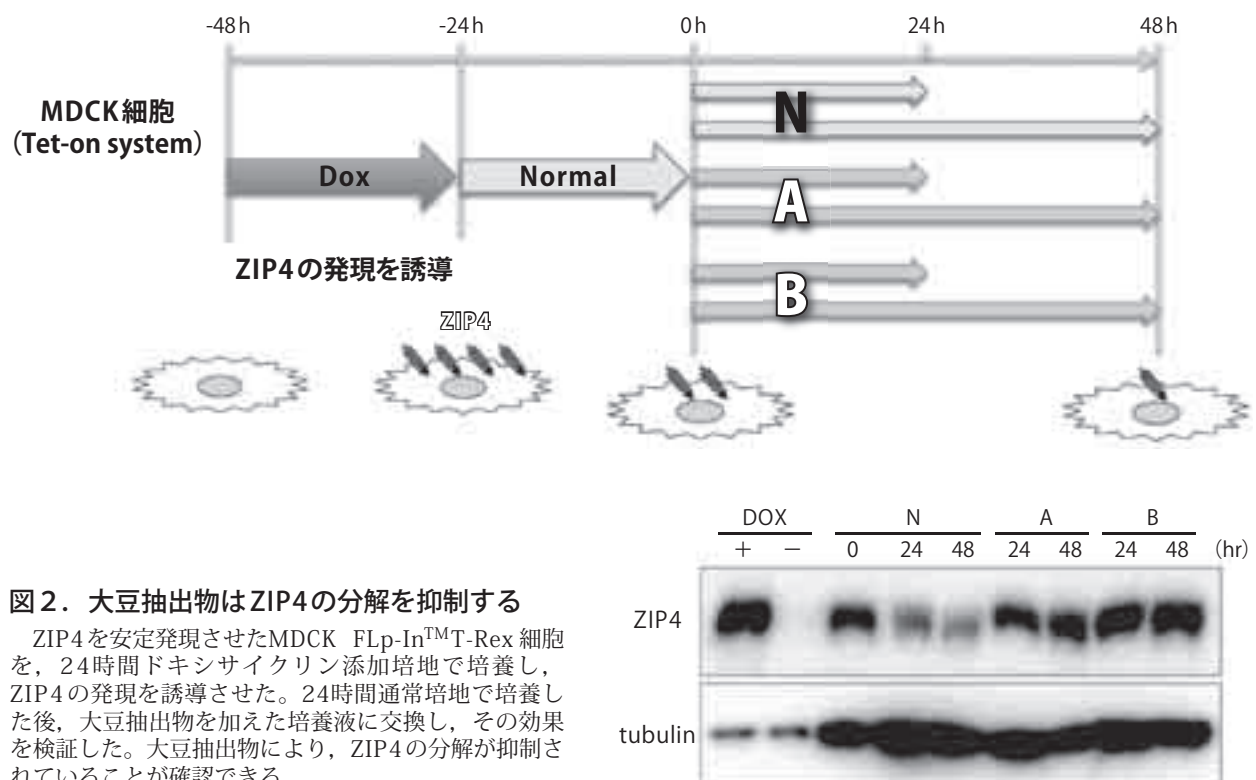 -48h -24h 0h 24h 48h
MDCK細胞
(Tet-on system)
N
Dox Normal
A
ZIP4の発現を誘導
B
ZIP4
DOX N A B
+ − 0 24 48 24 48 24 48 (hr)
ZIP4
tubulin
図2．大豆抽出物はZIP4の分解を抑制する
ZIP4を安定発現させたMDCK FLp-In™T-Rex 細胞
を，24時間ドキシサイクリン添加培地で培養し，
ZIP4の発現を誘導させた。24時間通常培地で培養し
た後，大豆抽出物を加えた培養液に交換し，その効果
を検証した。大豆抽出物により，ZIP4の分解が抑制さ
れていることが確認できる